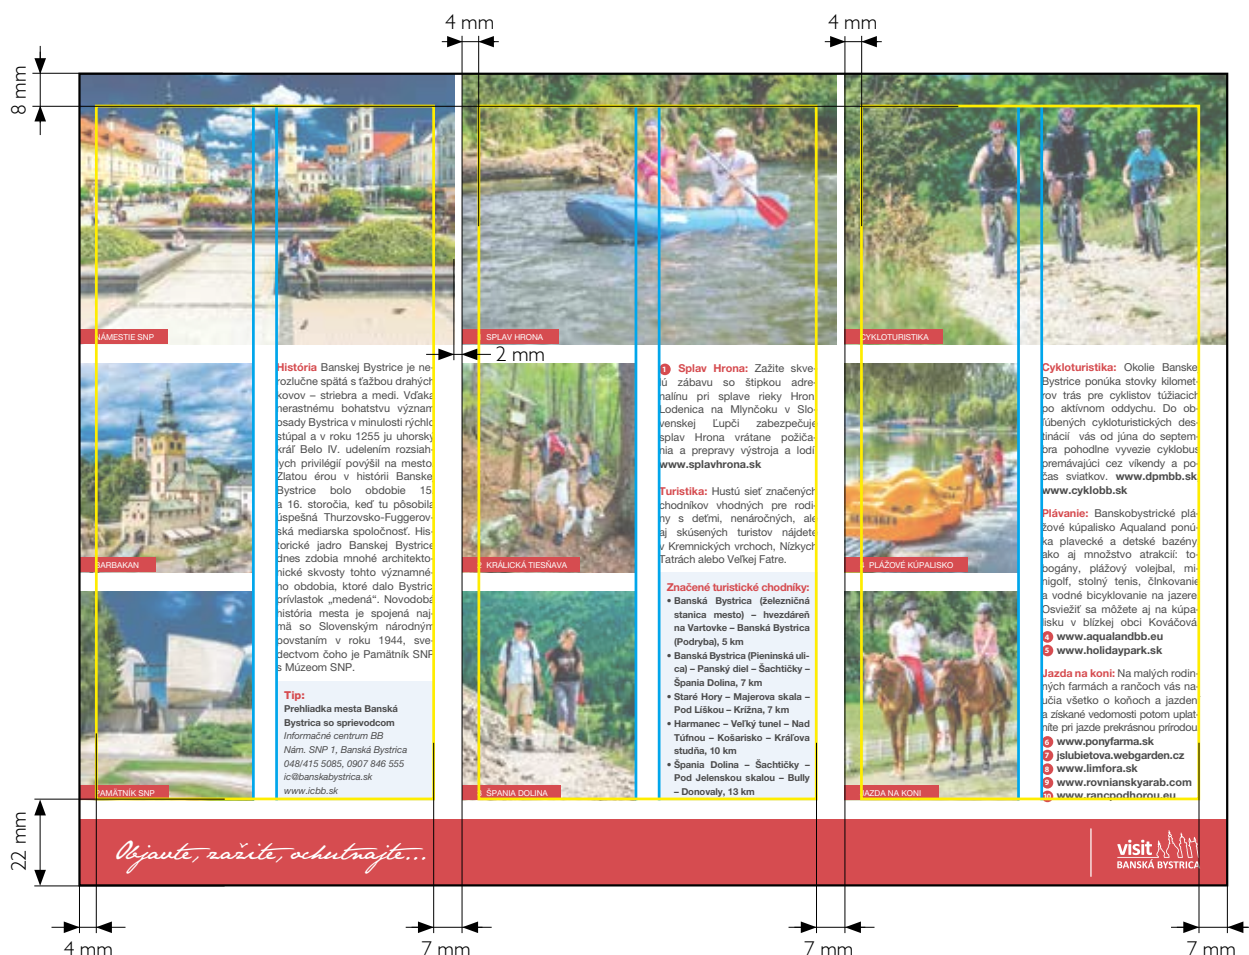 4 mm
4 mm
8 mm
NÁMESTIE SNP
SPLAV HRONA
CYKLOTURISTIKA
2 mm
História Banskej Bystrice je ne-
rozlučne spätá s ťažbou drahých
kovov – striebra a medi. Vďaka
nerastnému bohatstvu význam
osady Bystrica v minulosti rýchlo
stúpal a v roku 1255 ju uhorský
kráľ Belo IV. udelením rozsiah-
lych privilégií povýšil na mesto.
Zlatou érou v histórii Banskej
Bystrice bolo obdobie 15.
a 16. storočia, keď tu pôsobila
úspešná Thurzovsko-Fuggerov-
ská mediarska spoločnosť. His-
torické jadro Banskej Bystrice
dnes zdobia mnohé architekto-
nické skvosty tohto významné-
ho obdobia, ktoré dalo Bystrici
prívlastok „medená“. Novodobá
história mesta je spojená naj-
mä so Slovenským národným
povstaním v roku 1944, sve-
dectvom čoho je Pamätník SNP
s Múzeom SNP.
BARBAKAN
PAMÄTNÍK SNP
Tip:
Prehliadka mesta Banská
Bystrica so sprievodcom
Informačné centrum BB
Nám. SNP 1, Banská Bystrica
048/415 5085, 0907 846 555
ic@banskabystrica.sk
www.icbb.sk
1 Splav Hrona: Zažite skve-
lú zábavu so štipkou adre-
nalínu pri splave rieky Hron.
Lodenica na Mlynčoku v Slo-
venskej Ľupči zabezpečuje
splav Hrona vrátane požiča-
nia a prepravy výstroja a lodí.
www.splavhrona.sk
Turistika: Hustú sieť značených
chodníkov vhodných pre rodi-
ny s deťmi, nenáročných, ale
aj skúsených turistov nájdete
v Kremnických vrchoch, Nízkych
Tatrách alebo Veľkej Fatre.
KRÁLICKÁ TIESŇAVA
ŠPANIA DOLINA
Značené turistické chodníky:
• Banská Bystrica (železničná
stanica mesto) – hvezdáreň
na Vartovke – Banská Bystrica
(Podryba), 5 km
• Banská Bystrica (Pieninská uli-
ca) – Panský diel – Šachtičky –
Špania Dolina, 7 km
• Staré Hory – Majerova skala –
Pod Líškou – Krížna, 7 km
• Harmanec – Veľký tunel – Nad
Túfnou – Košarisko – Kráľova
studňa, 10 km
• Špania Dolina – Šachtičky –
Pod Jelenskou skalou – Bully
– Donovaly, 13 km
Cykloturistika: Okolie Banskej
Bystrice ponúka stovky kilomet-
rov trás pre cyklistov túžiacich
po aktívnom oddychu. Do ob-
ľúbených cykloturistických des-
tinácií vás od júna do septem-
bra pohodlne vyvezie cyklobus
premávajúci cez víkendy a po-
čas sviatkov. www.dpmbb.sk,
www.cyklobb.sk
Plávanie: Banskobystrické plá-
žové kúpalisko Aqualand ponú-
ka plavecké a detské bazény,
ako aj množstvo atrakcií: to-
bogány, plážový volejbal, mi-
nigolf, stolný tenis, člnkovanie
a vodné bicyklovanie na jazere.
Osviežiť sa môžete aj na kúpa-
lisku v blízkej obci Kováčová.
4 www.aqualandbb.eu
5 www.holidaypark.sk
PLÁŽOVÉ KÚPALISKO
JAZDA NA KONI
Jazda na koni: Na malých rodin-
ných farmách a rančoch vás na-
učia všetko o koňoch a jazdení
a získané vedomosti potom uplat-
níte pri jazde prekrásnou prírodou.
6 www.ponyfarma.sk
7 jslubietova.webgarden.cz
8 www.limfora.sk
9 www.rovnianskyarab.com
10 www.rancpodhorou.eu
22 mm
Objavte, zažite, ochutnajte...
visit
BANSKÁ BYSTRICA
4 mm
7 mm
7 mm
7 mm